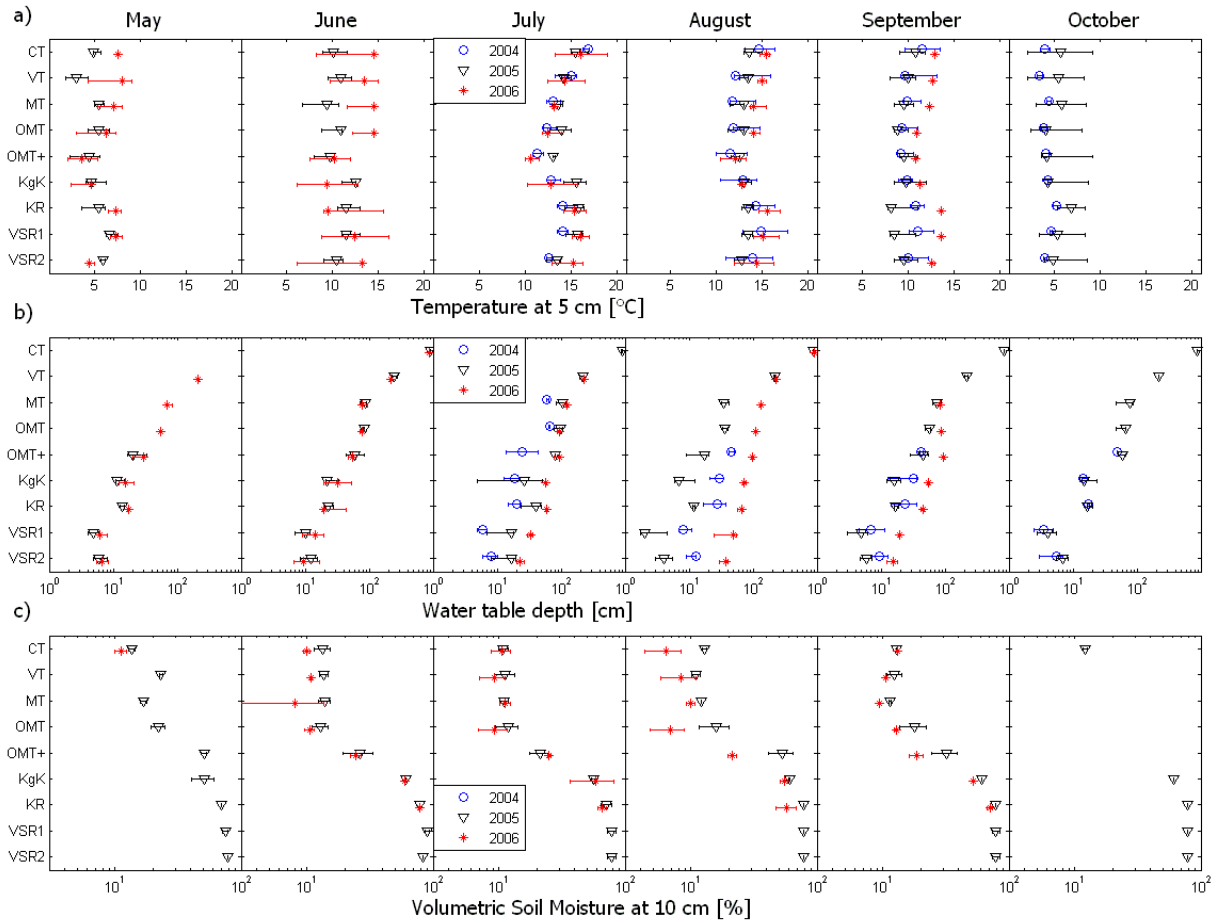 a) May June July August September October
CT
VT
MT
OMT
OMT+
KgK
KR
VSR1
VSR2
2004
2005
2006
5 10 15 20 5 10 15 20 5 10 15 20 5 10 15 20 5 10 15 20 5 10 15 20
Temperature at 5 cm [°C]
b)
CT
VT
MT
OMT
OMT+
KgK
KR
VSR1
VSR2
2004
2005
2006
10⁰ 10¹ 10² 10⁰ 10¹ 10² 10⁰ 10¹ 10² 10⁰ 10¹ 10² 10⁰ 10¹ 10² 10⁰ 10¹ 10²
Water table depth [cm]
c)
CT
VT
MT
OMT
OMT+
KgK
KR
VSR1
VSR2
2004
2005
2006
10¹ 10² 10¹ 10² 10¹ 10² 10¹ 10² 10¹ 10² 10¹ 10²
Volumetric Soil Moisture at 10 cm [%]